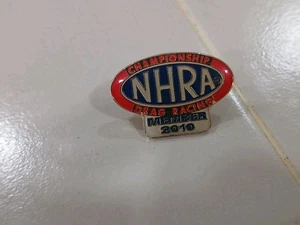 CHAMPIONSHIP
NHRA
DRAG RACING
MEMBER
2010